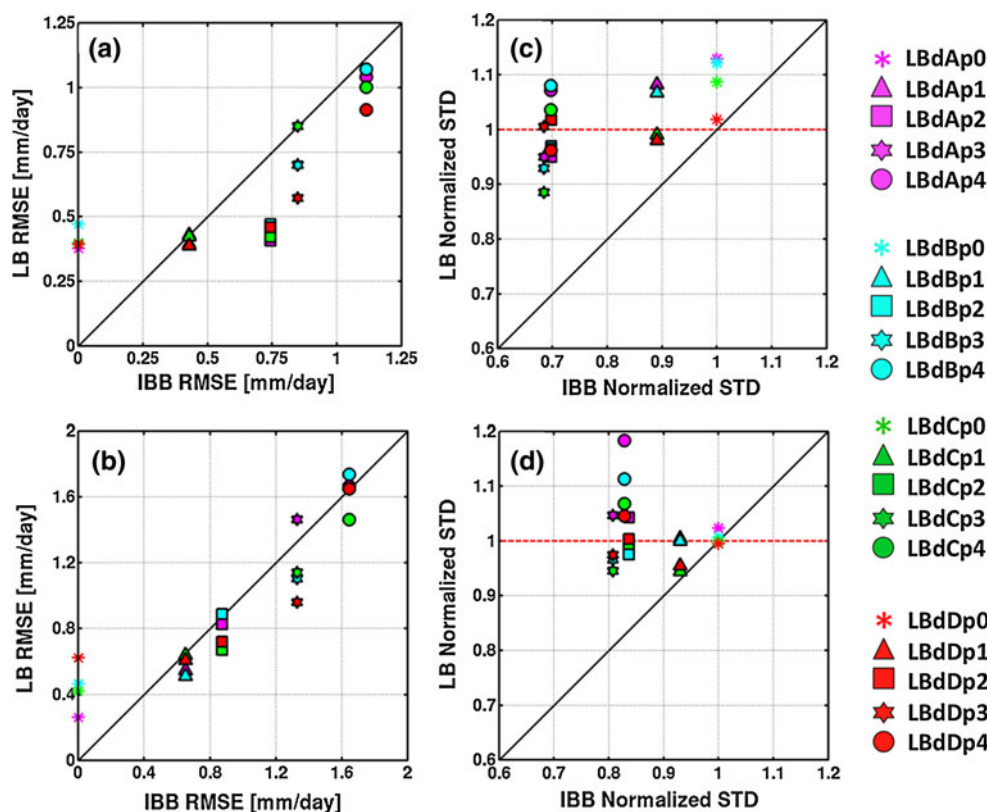 (a)
LB RMSE [mm/day]
1.25
1
0.75
0.5
0.25
0
0 0.25 0.5 0.75 1 1.25
IBB RMSE [mm/day]
(c)
LB Normalized STD
1.2
1.1
1
0.9
0.8
0.7
0.6
0.6 0.7 0.8 0.9 1 1.1 1.2
IBB Normalized STD
(b)
LB RMSE [mm/day]
2
1.6
1.2
0.8
0.4
0
0 0.4 0.8 1.2 1.6 2
IBB RMSE [mm/day]
(d)
LB Normalized STD
1.2
1.1
1
0.9
0.8
0.7
0.6
0.6 0.7 0.8 0.9 1 1.1 1.2
IBB Normalized STD
LBdAp0
LBdAp1
LBdAp2
LBdAp3
LBdAp4
LBdBp0
LBdBp1
LBdBp2
LBdBp3
LBdBp4
LBdCp0
LBdCp1
LBdCp2
LBdCp3
LBdCp4
LBdDp0
LBdDp1
LBdDp2
LBdDp3
LBdDp4